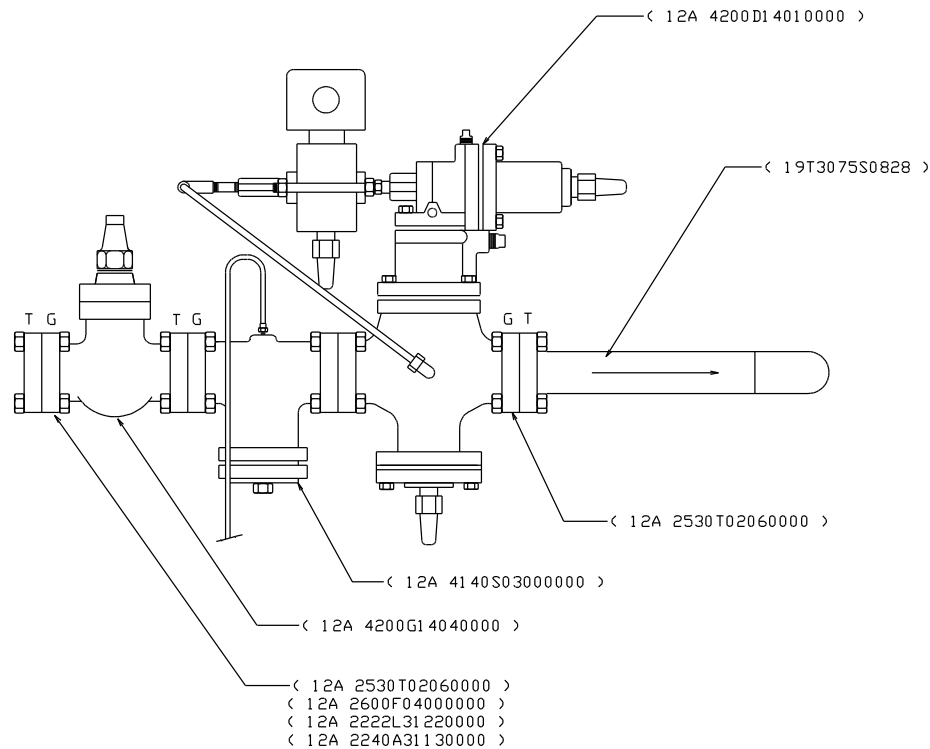 ( 12A 4200D14010000 )
( 19T3075S0828 )
T G
T G
G T
( 12A 2530T02060000 )
( 12A 4140S03000000 )
( 12A 4200G14040000 )
( 12A 2530T02060000 )
( 12A 2600F04000000 )
( 12A 2222L31220000 )
( 12A 2240A31130000 )